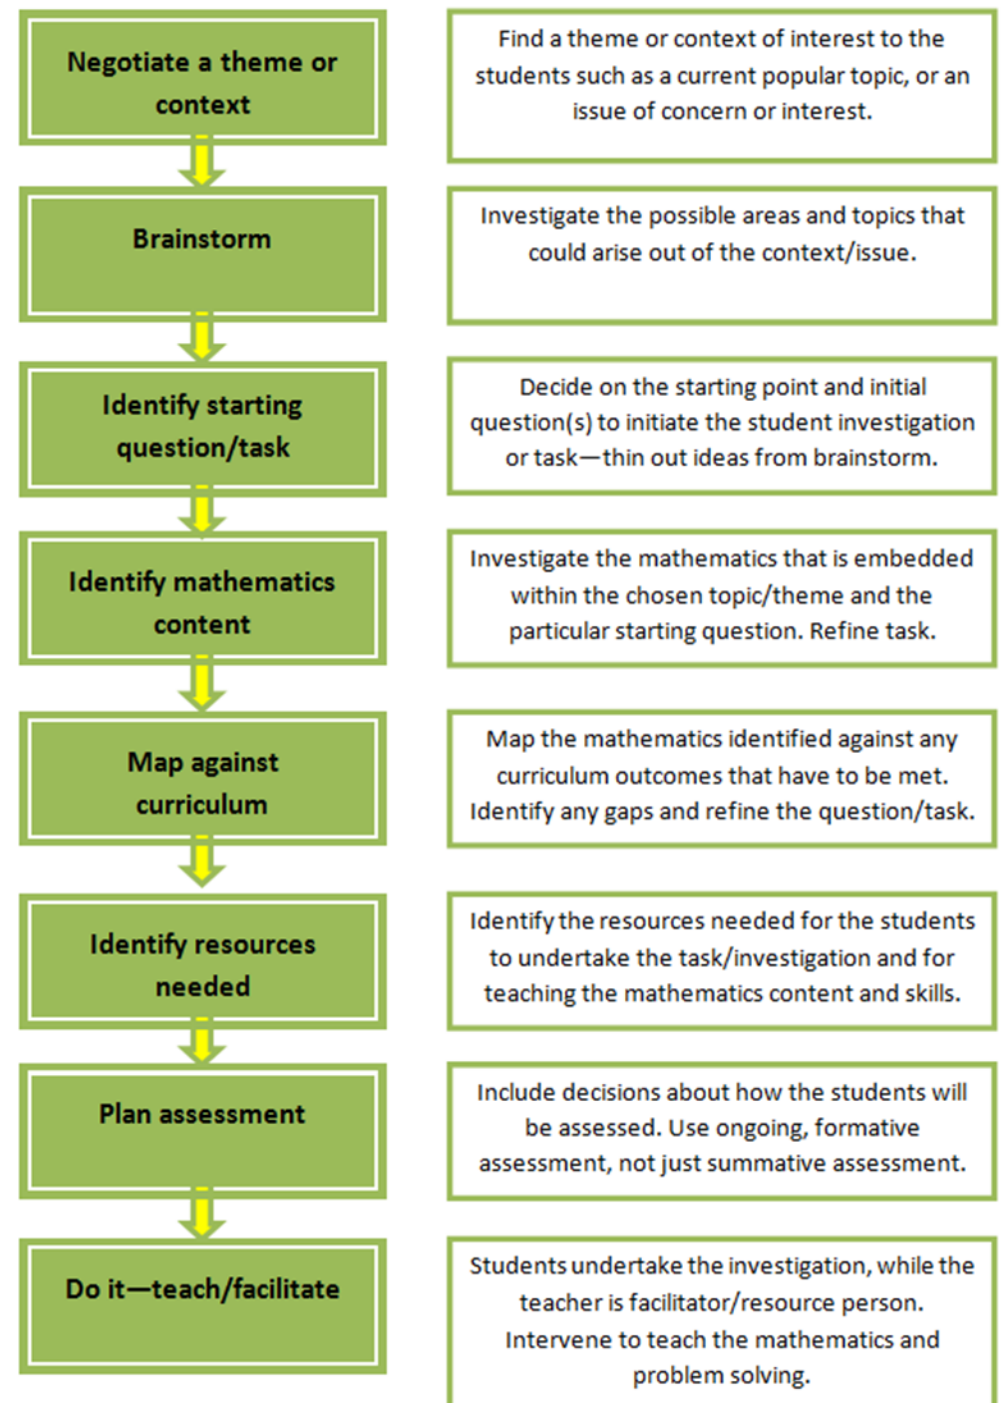 Negotiate a theme or
context
Find a theme or context of interest to the
students such as a current popular topic, or an
issue of concern or interest.
Brainstorm
Investigate the possible areas and topics that
could arise out of the context/issue.
Identify starting
question/task
Decide on the starting point and initial
question(s) to initiate the student investigation
or task—thin out ideas from brainstorm.
Identify mathematics
content
Investigate the mathematics that is embedded
within the chosen topic/theme and the
particular starting question. Refine task.
Map against
curriculum
Map the mathematics identified against any
curriculum outcomes that have to be met.
Identify any gaps and refine the question/task.
Identify resources
needed
Identify the resources needed for the students
to undertake the task/investigation and for
teaching the mathematics content and skills.
Plan assessment
Include decisions about how the students will
be assessed. Use ongoing, formative
assessment, not just summative assessment.
Do it—teach/facilitate
Students undertake the investigation, while the
teacher is facilitator/resource person.
Intervene to teach the mathematics and
problem solving.